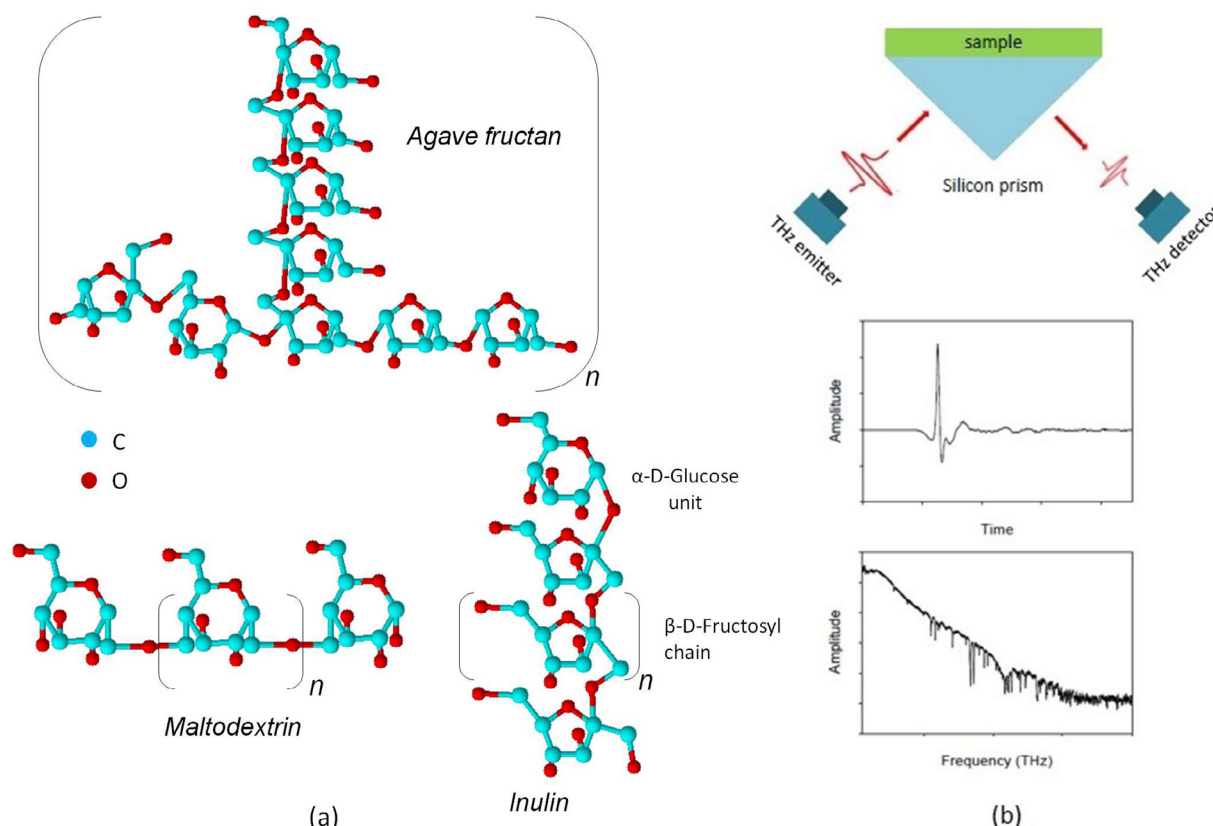 Agave fructan
n
C
O
α-D-Glucose
unit
β-D-Fructosyl
chain
n
n
Maltodextrin
Inulin
(a)
sample
Silicon prism
THz emitter
THz detector
Amplitude
Time
Amplitude
Frequency (THz)
(b)